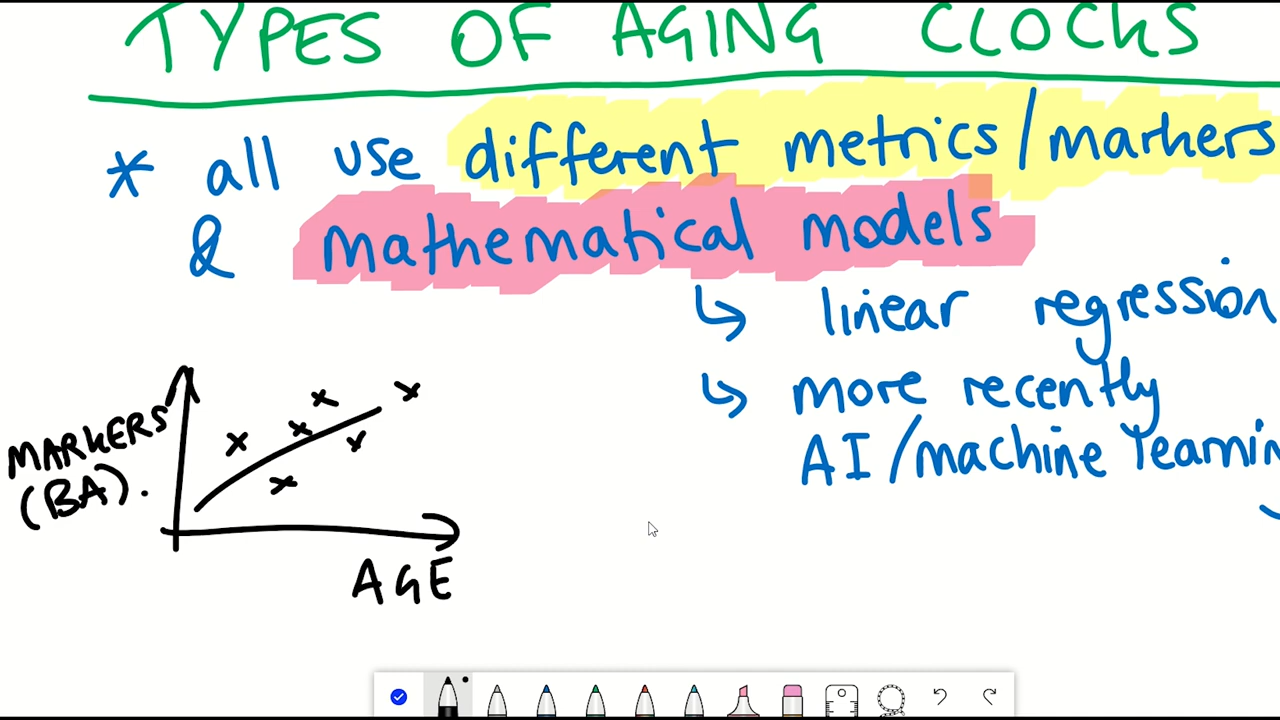 TYPES OF AGING CLOCKS
* all use different metrics/markers
& mathematical models
↳ linear regression
↳ more recently
AI/machine learnin
MARKERS
(BA).
AGE